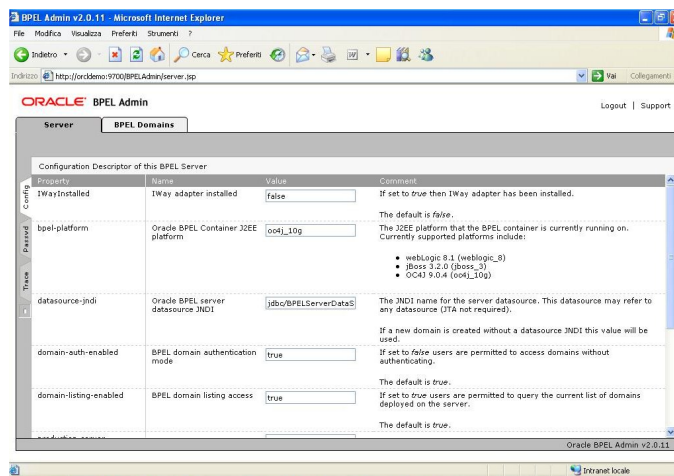 BPEL Admin v2.0.11 - Microsoft Internet Explorer
File Modifica Visualizza Preferiti Strumenti ?
Indietro Cerca Preferiti
Indirizzo http://orcldemo:9700/BPELAdmin/server.jsp Vai Collegamenti
ORACLE BPEL Admin
Logout | Support
Server BPEL Domains
Configuration Descriptor of this BPEL Server
Config
Passwd
Trace
Property Name Value Comment
IWayInstalled IWay adapter installed false If set to true then IWay adapter has been installed.
The default is false.
bpel-platform Oracle BPEL Container J2EE oc4j_10g The J2EE platform that the BPEL container is currently running on.
platform Currently supported platforms include:
• webLogic 8.1 (weblogic_8)
• jBoss 3.2.0 (jboss_3)
• OC4J 9.0.4 (oc4j_10g)
datasource-jndi Oracle BPEL server jdbc/BPELServerDataS The JNDI name for the server datasource. This datasource may refer to
datasource JNDI any datasource (JTA not required).
If a new domain is created without a datasource JNDI this value will be
used.
domain-auth-enabled BPEL domain authentication true If set to false users are permitted to access domains without
mode authenticating.
The default is true.
domain-listing-enabled BPEL domain listing access true If set to true users are permitted to query the current list of domains
deployed on the server.
The default is true.
Oracle BPEL Admin v2.0.11
Intranet locale